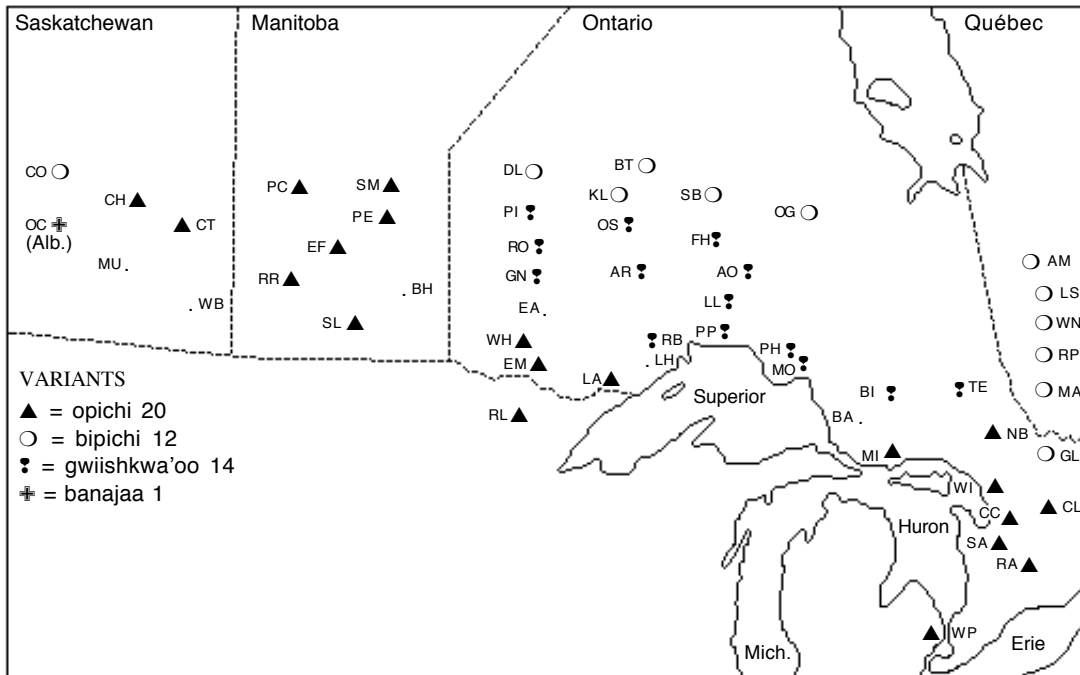 Saskatchewan Manitoba Ontario Québec
CO DL BT
CH PC SM KL SB
OC CT PE PI OS OG
(Alb.) EF RO FH
MU RR GN AR AO AM
WB BH EA LL LS
SL WH RB PP WN
EM LH PH RP
VARIANTS LA MO
▲ = opichi 20 RL Superior BI TE MA
○ = bipichi 12 BA NB
= gwiishkwa'oo 14 MI GL
✙ = banajaa 1 WI
CC CL
Huron
SA
RA
WP
Mich. Erie